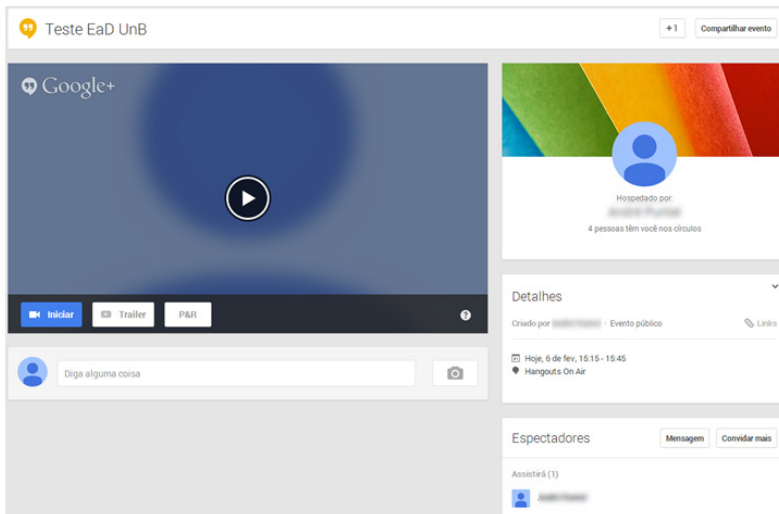 Teste EaD UnB
+1
Compartilhar evento
Google+
Iniciar
Trailer
P&R
?
Diga alguma coisa
Hospedado por:
4 pessoas têm você nos círculos
Detalhes
Criado por
· Evento público
Links
Hoje, 6 de fev, 15:15 - 15:45
Hangouts On Air
Espectadores
Mensagem
Convidar mais
Assistirá (1)